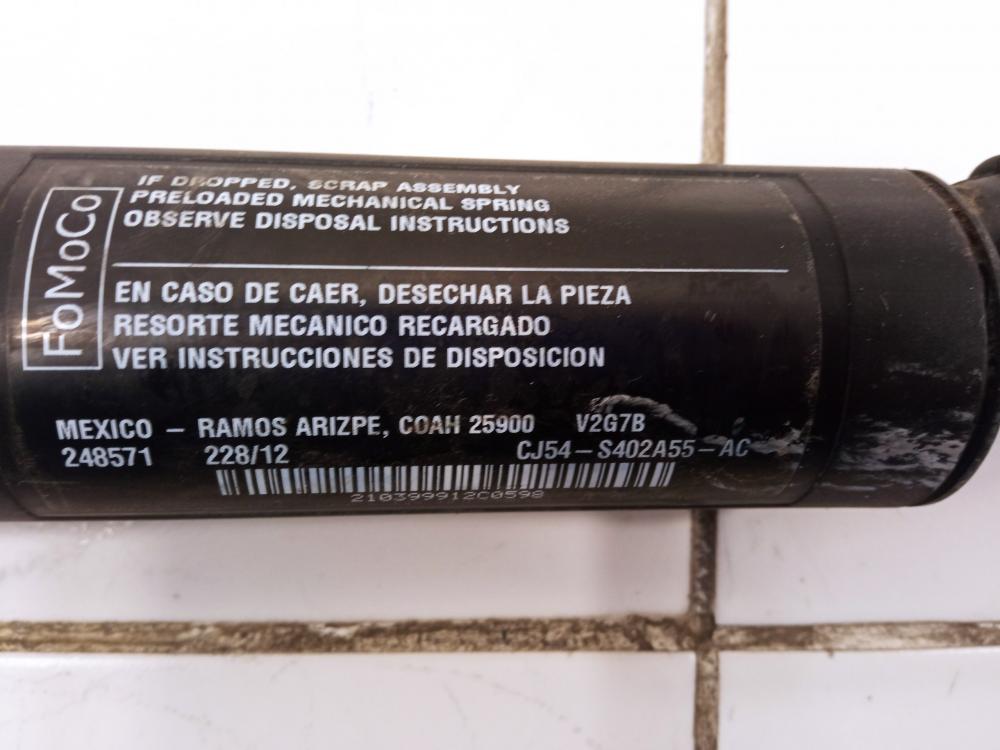 FoMoCo
IF DROPPED, SCRAP ASSEMBLY
PRELOADED MECHANICAL SPRING
OBSERVE DISPOSAL INSTRUCTIONS
EN CASO DE CAER, DESECHAR LA PIEZA
RESORTE MECANICO RECARGADO
VER INSTRUCCIONES DE DISPOSICION
MEXICO – RAMOS ARIZPE, COAH 25900 V2G7B
248571 228/12 CJ54–S402A55–AC
210399912C0598